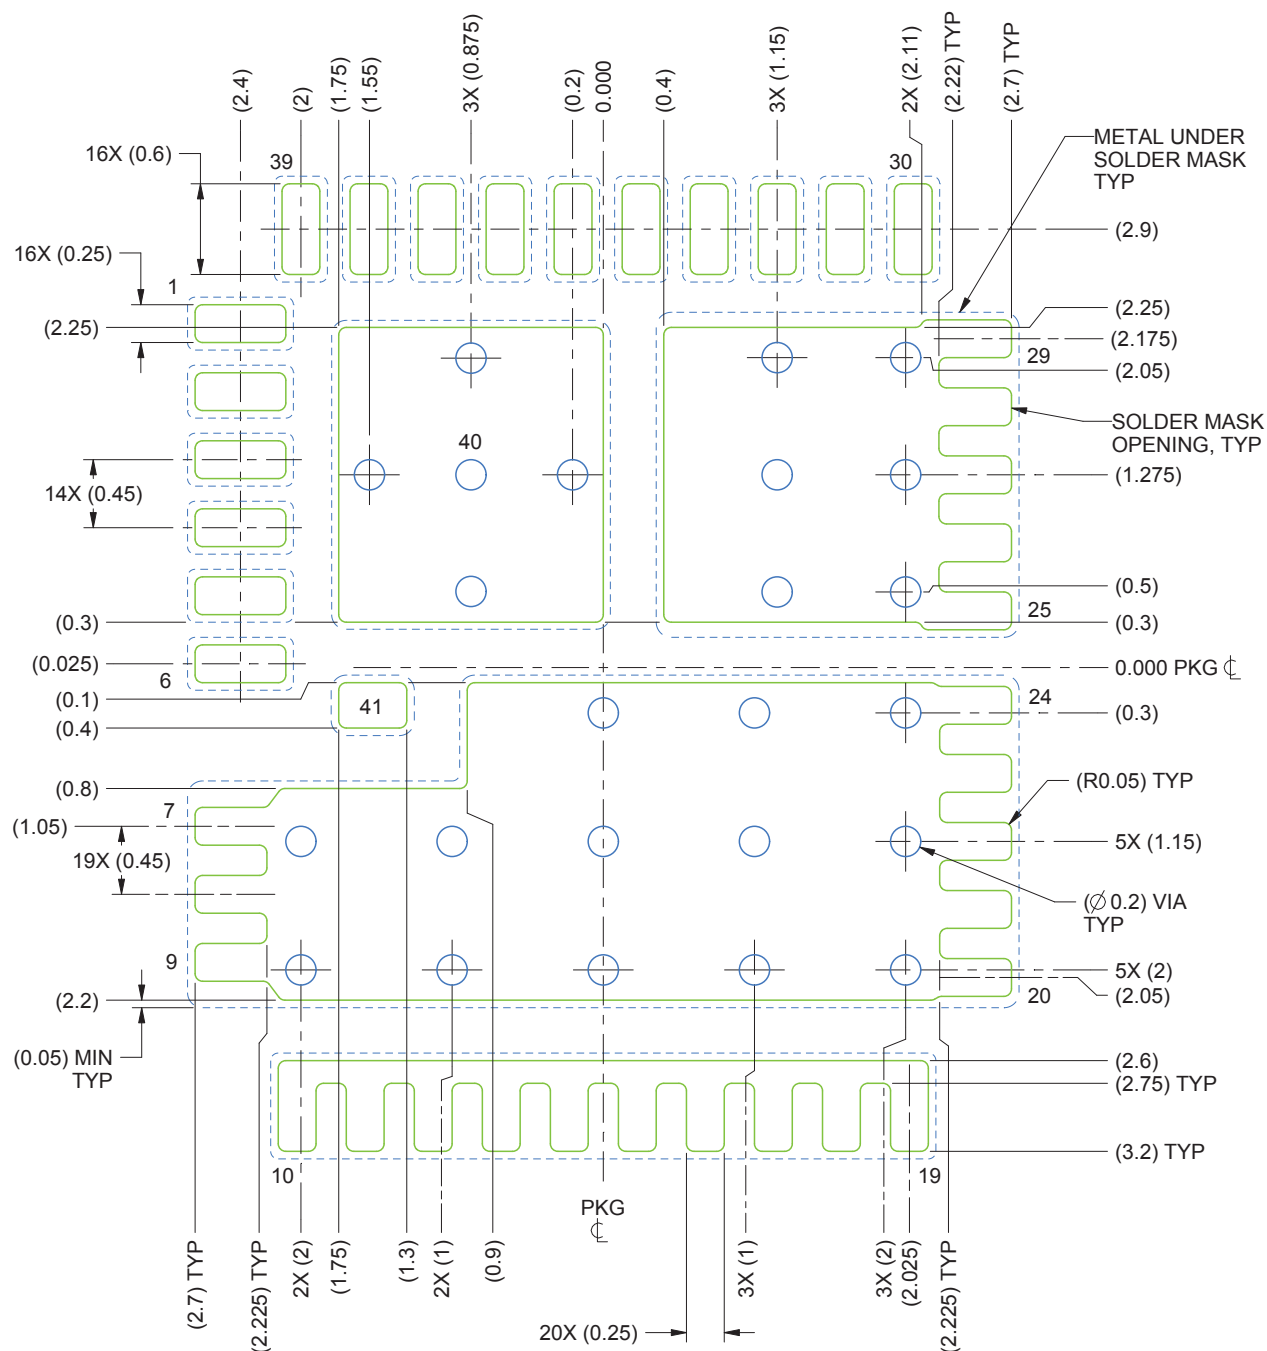 (2.4)
(2)
(1.75)
(1.55)
3X (0.875)
(0.2)
0.000
(0.4)
3X (1.15)
2X (2.11)
(2.22) TYP
(2.7) TYP
METAL UNDER
SOLDER MASK
TYP
16X (0.6)
39
30
(2.9)
16X (0.25)
1
(2.25)
(2.25)
(2.175)
29
(2.05)
SOLDER MASK
OPENING, TYP
40
(1.275)
14X (0.45)
(0.5)
25
(0.3)
(0.3)
(0.025)
6
0.000 PKG ℄
(0.1)
41
24
(0.3)
(0.4)
(R0.05) TYP
(0.8)
7
(1.05)
5X (1.15)
19X (0.45)
(∅ 0.2) VIA
TYP
9
5X (2)
(2.05)
20
(2.2)
(0.05) MIN
TYP
(2.6)
(2.75) TYP
(3.2) TYP
10
19
PKG
℄
(2.7) TYP
(2.225) TYP
2X (2)
(1.75)
(1.3)
2X (1)
(0.9)
3X (1)
3X (2)
(2.025)
(2.225) TYP
20X (0.25)